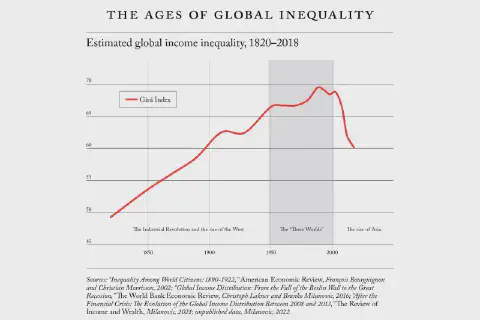 THE AGES OF GLOBAL INEQUALITY
Estimated global income inequality, 1820–2018
70
Gini Index
65
60
55
50
The Industrial Revolution and the rise of the West The "Three Worlds" The rise of Asia
45
1850 1900 1950 2000
Sources: "Inequality Among World Citizens: 1890-1922," American Economic Review, François Bourguignon
and Christian Morrisson, 2002; "Global Income Distribution: From the Fall of the Berlin Wall to the Great
Recession," The World Bank Economic Review, Christoph Lakner and Branko Milanovic, 2016; "After the
Financial Crisis: The Evolution of the Global Income Distribution Between 2008 and 2013," The Review of
Income and Wealth, Milanovic, 2021; unpublished data, Milanovic, 2022.